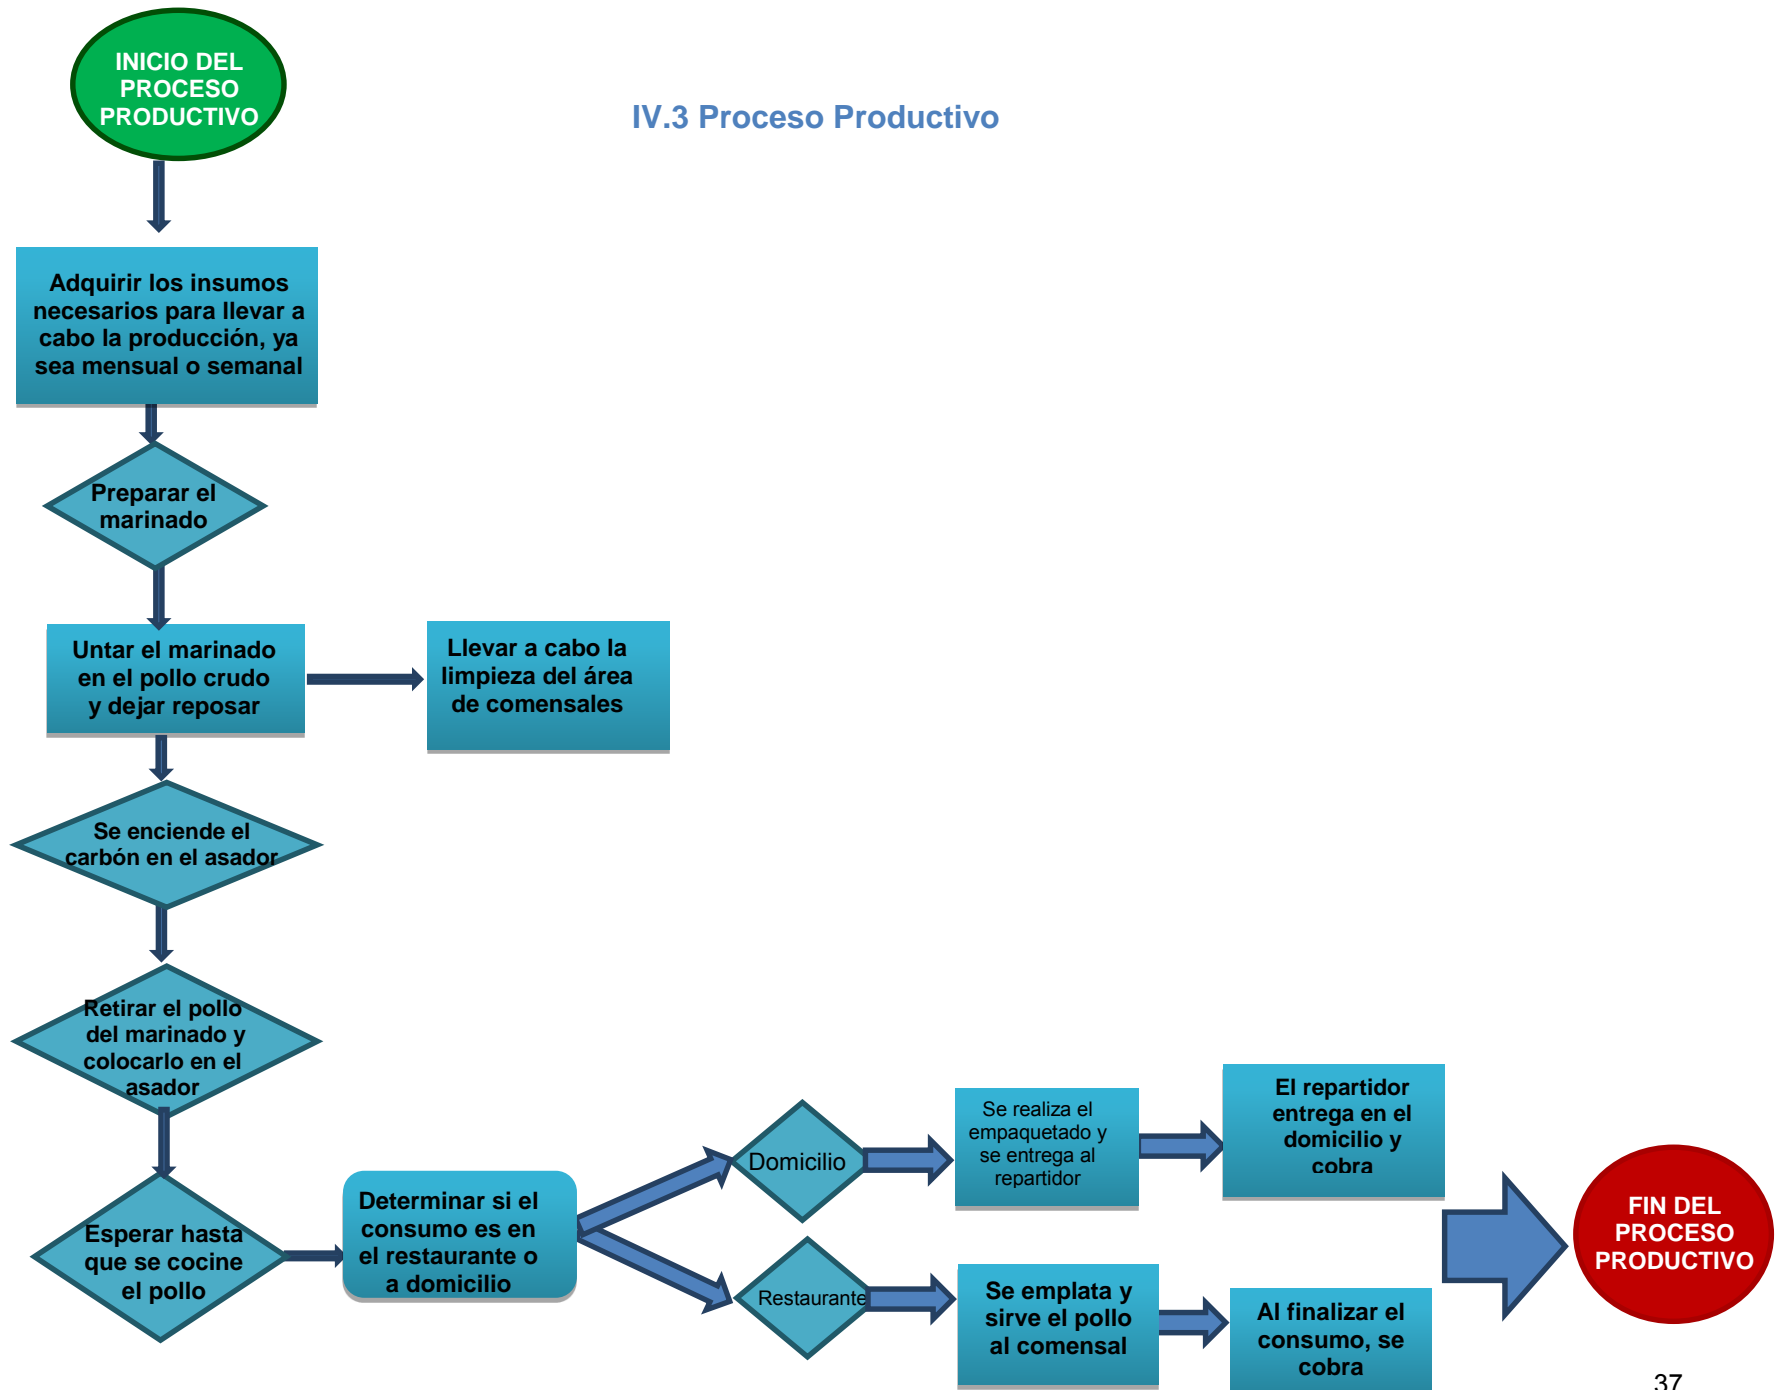 INICIO DEL
PROCESO
PRODUCTIVO
IV.3 Proceso Productivo
Adquirir los insumos
necesarios para llevar a
cabo la producción, ya
sea mensual o semanal
Preparar el
marinado
Untar el marinado
en el pollo crudo
y dejar reposar
Llevar a cabo la
limpieza del área
de comensales
Se enciende el
carbón en el asador
Retirar el pollo
del marinado y
colocarlo en el
asador
Esperar hasta
que se cocine
el pollo
Determinar si el
consumo es en
el restaurante o
a domicilio
Domicilio
Se realiza el
empaquetado y
se entrega al
repartidor
El repartidor
entrega en el
domicilio y
cobra
Restaurante
Se emplata y
sirve el pollo
al comensal
Al finalizar el
consumo, se
cobra
FIN DEL
PROCESO
PRODUCTIVO
37